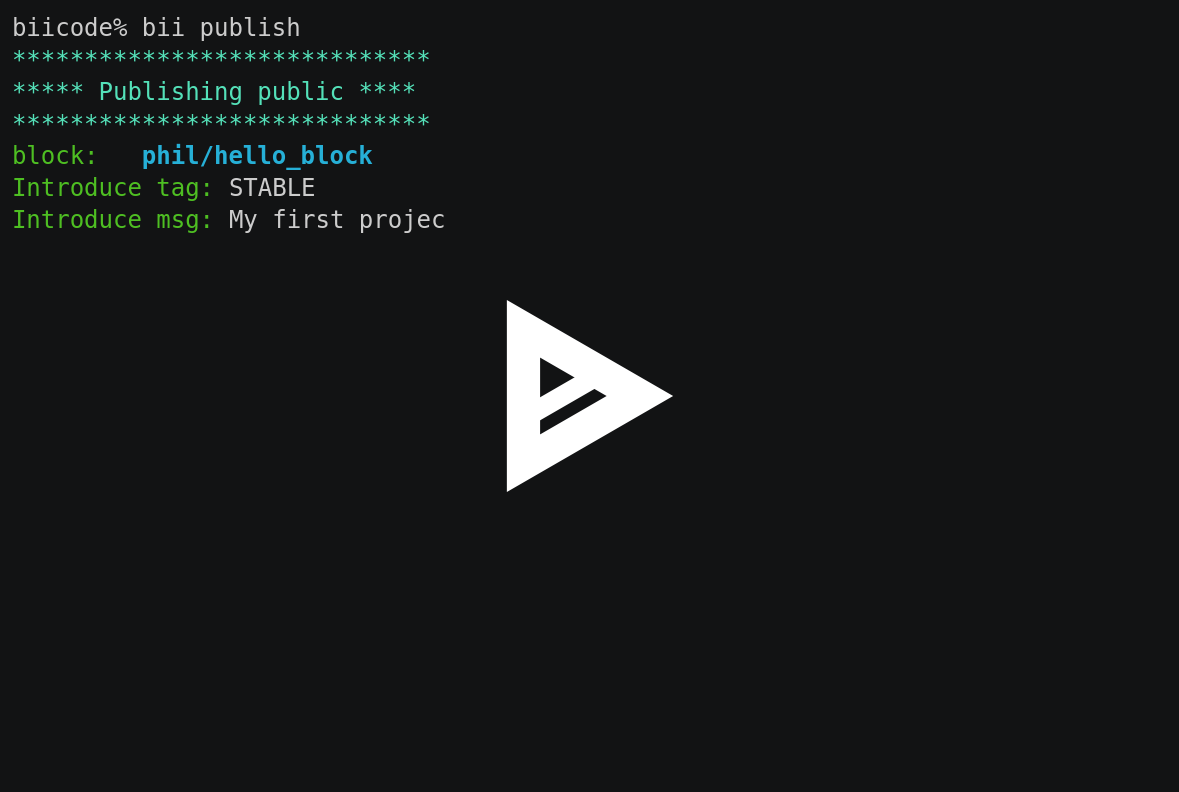 biicode% bii publish
*****************************
***** Publishing public ****
*****************************
block:   phil/hello_block
Introduce tag: STABLE
Introduce msg: My first projec